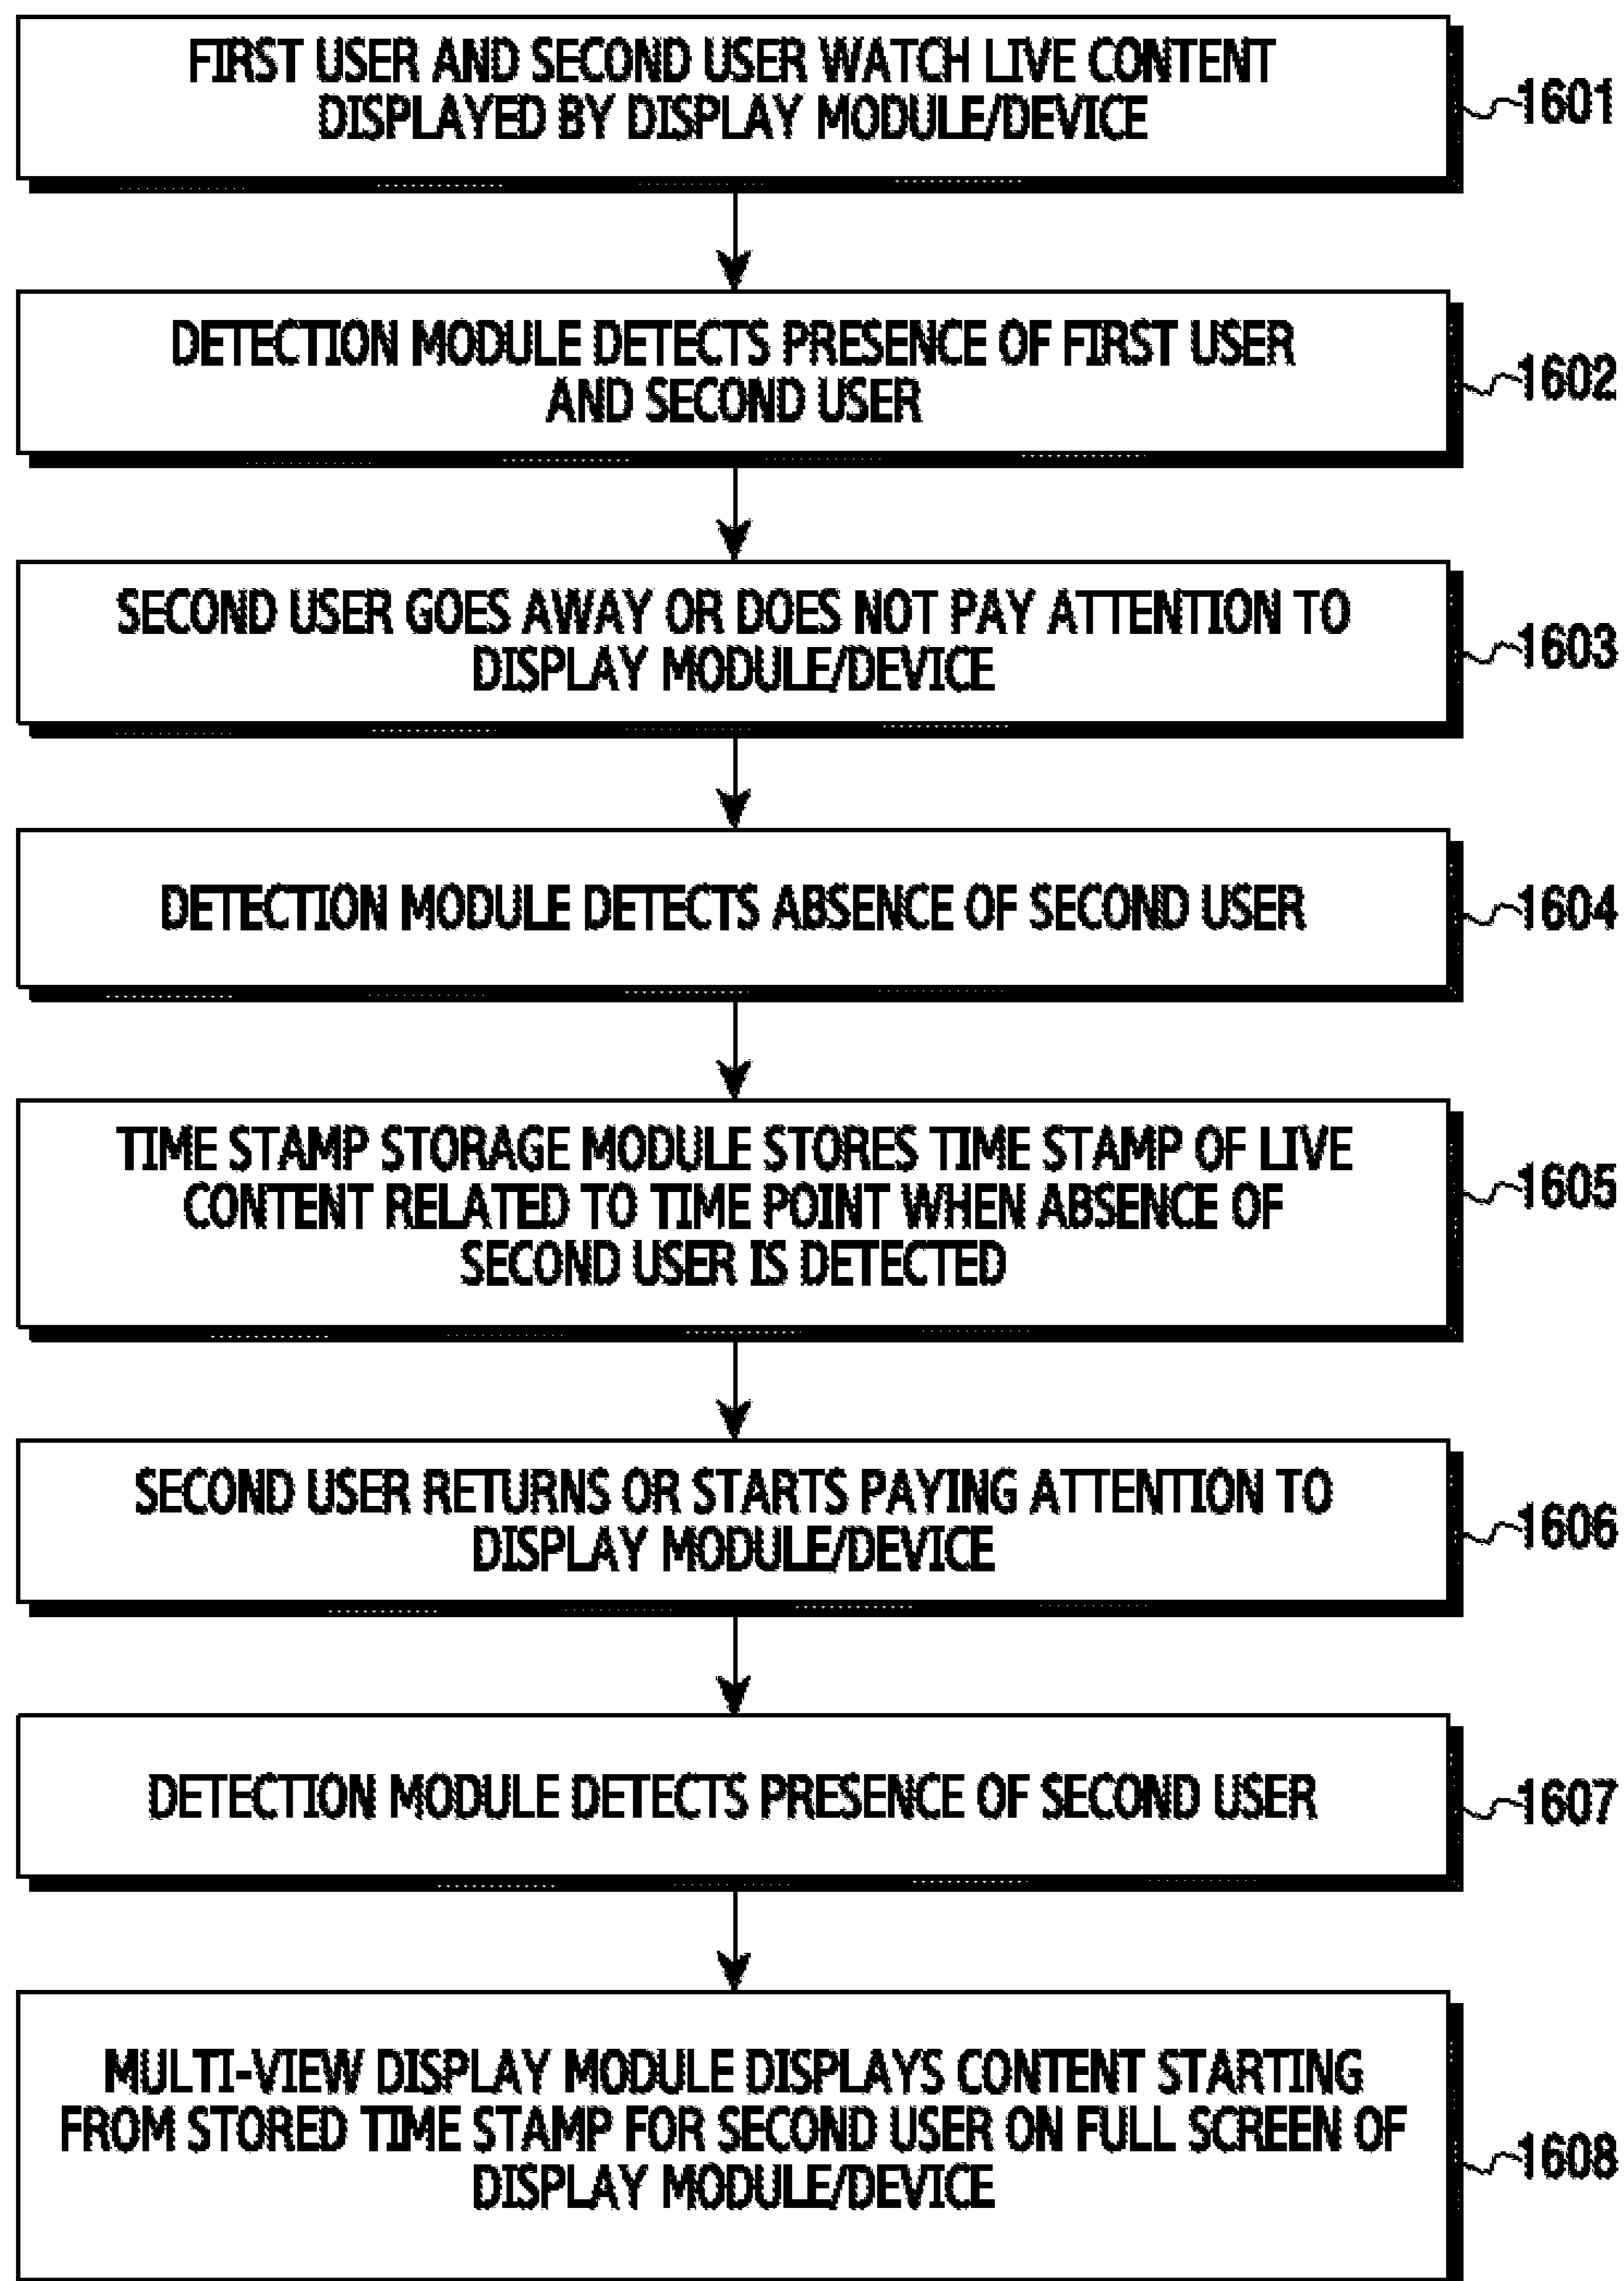 FIRST USER AND SECOND USER WATCH LIVE CONTENT
DISPLAYED BY DISPLAY MODULE/DEVICE
1601
DETECTION MODULE DETECTS PRESENCE OF FIRST USER
AND SECOND USER
1602
SECOND USER GOES AWAY OR DOES NOT PAY ATTENTION TO
DISPLAY MODULE/DEVICE
1603
DETECTION MODULE DETECTS ABSENCE OF SECOND USER
1604
TIME STAMP STORAGE MODULE STORES TIME STAMP OF LIVE
CONTENT RELATED TO TIME POINT WHEN ABSENCE OF
SECOND USER IS DETECTED
1605
SECOND USER RETURNS OR STARTS PAYING ATTENTION TO
DISPLAY MODULE/DEVICE
1606
DETECTION MODULE DETECTS PRESENCE OF SECOND USER
1607
MULTI-VIEW DISPLAY MODULE DISPLAYS CONTENT STARTING
FROM STORED TIME STAMP FOR SECOND USER ON FULL SCREEN OF
DISPLAY MODULE/DEVICE
1608